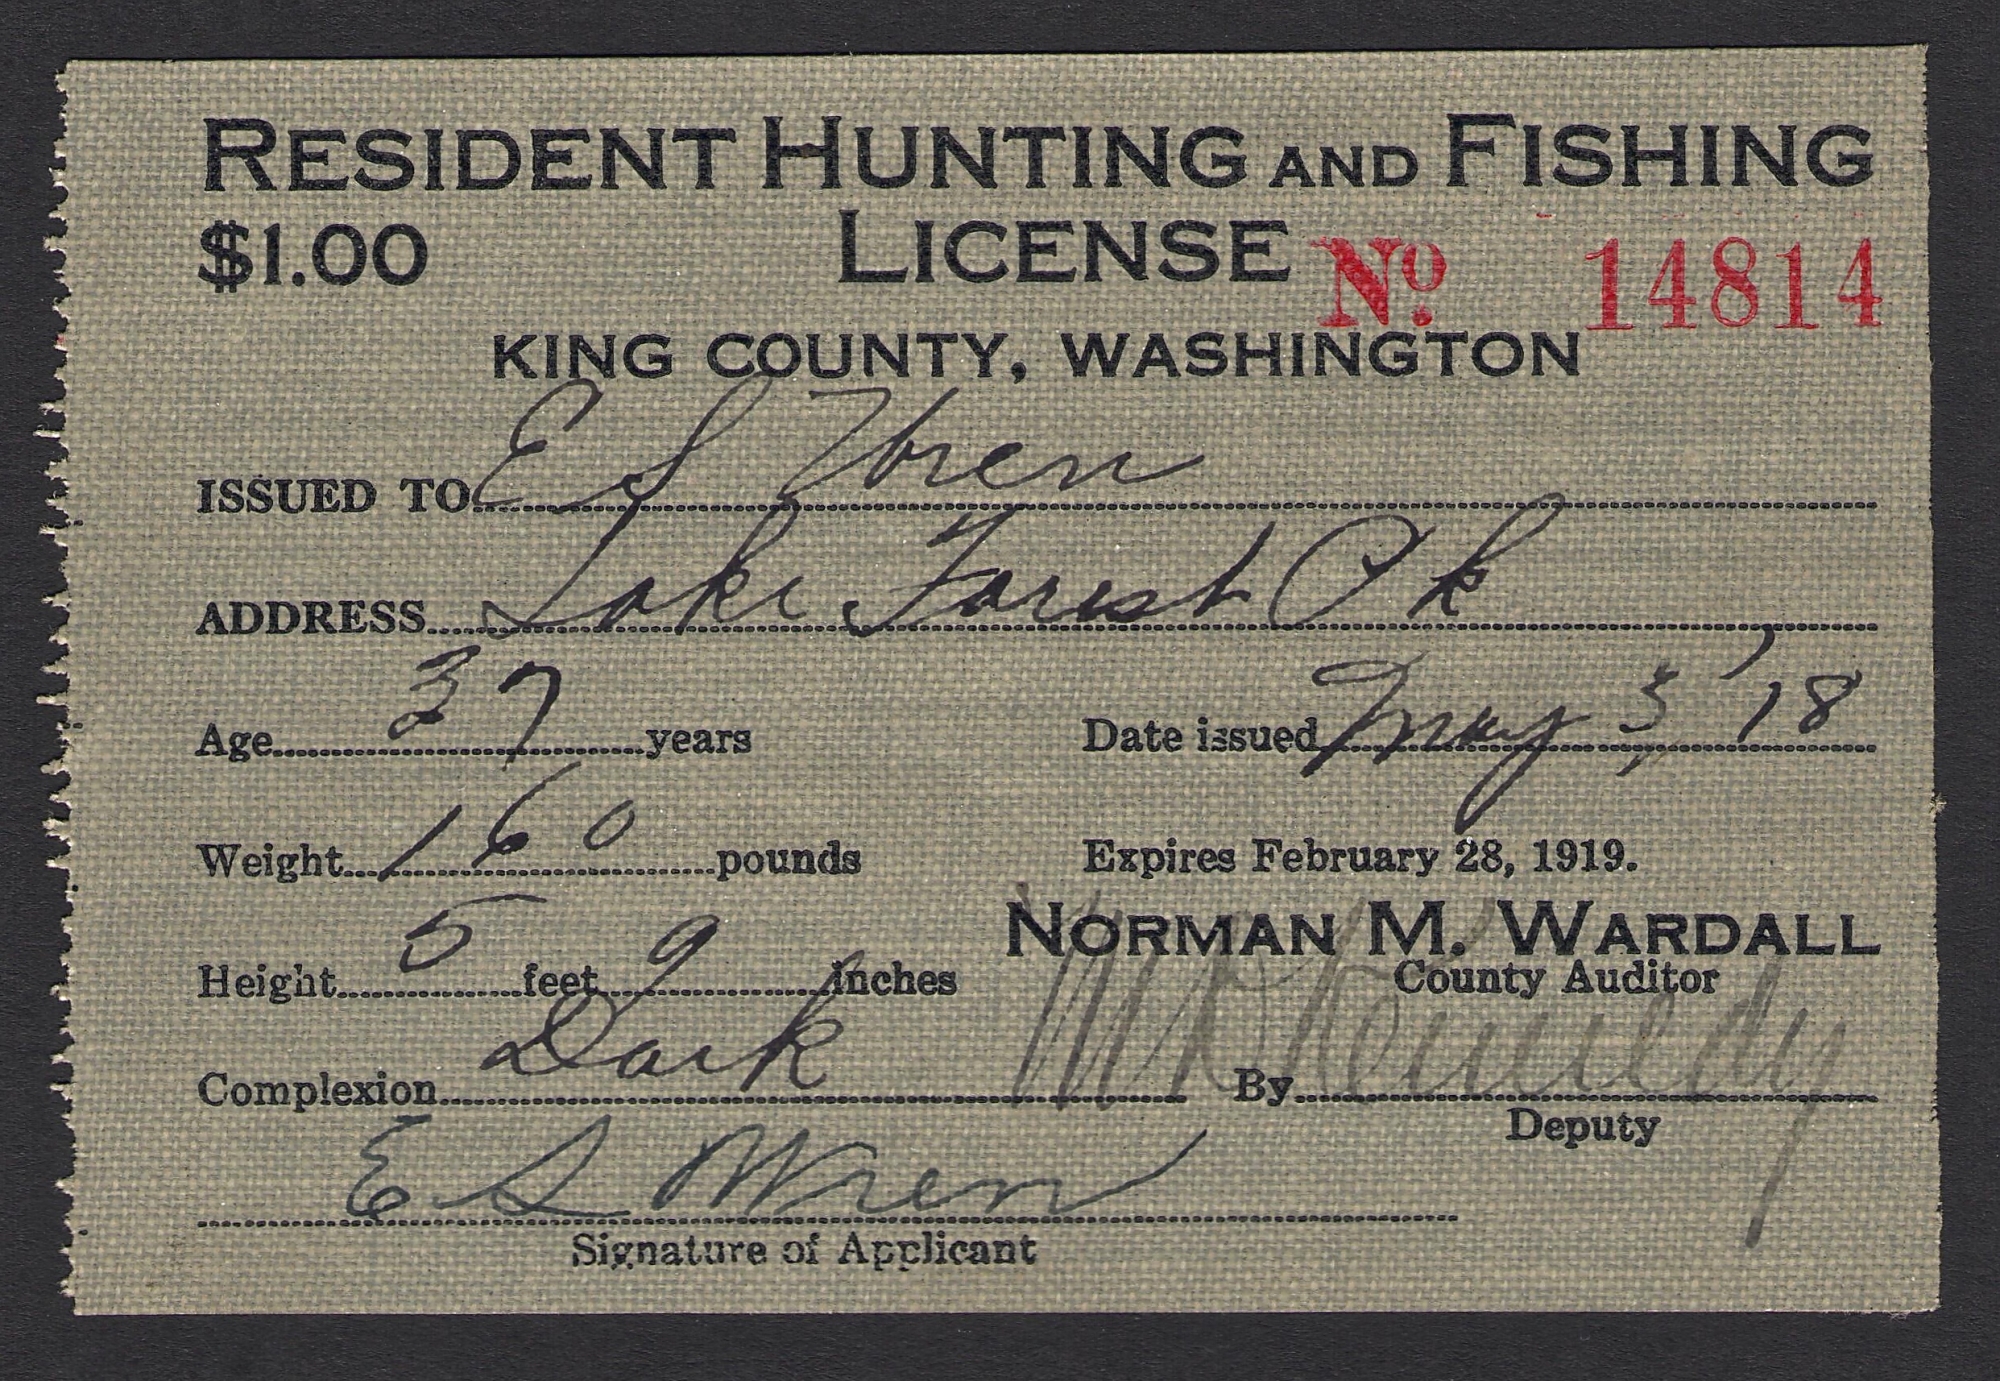 RESIDENT HUNTING AND FISHING
$1.00 LICENSE No. 14814
KING COUNTY, WASHINGTON
ISSUED TO E S Wren
ADDRESS Lake Forest Pk
Age 37 years Date issued May 3, '18
Weight 160 pounds Expires February 28, 1919.
Height 5 feet 9 inches NORMAN M. WARDALL
County Auditor
Complexion Dark By Kennedy
Deputy
E S Wren
Signature of Applicant